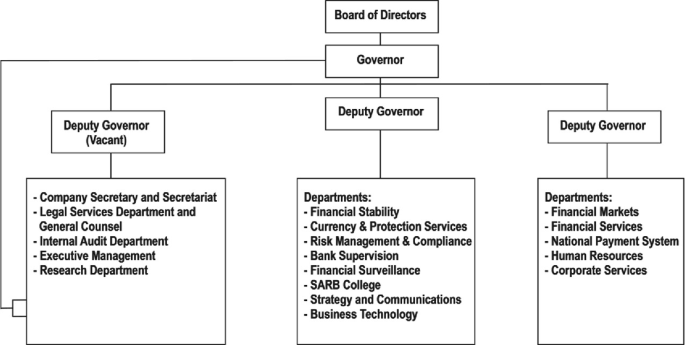 Board of Directors
Governor
Deputy Governor
(Vacant)
Deputy Governor
Deputy Governor
- Company Secretary and Secretariat
- Legal Services Department and
General Counsel
- Internal Audit Department
- Executive Management
- Research Department
Departments:
- Financial Stability
- Currency & Protection Services
- Risk Management & Compliance
- Bank Supervision
- Financial Surveillance
- SARB College
- Strategy and Communications
- Business Technology
Departments:
- Financial Markets
- Financial Services
- National Payment System
- Human Resources
- Corporate Services